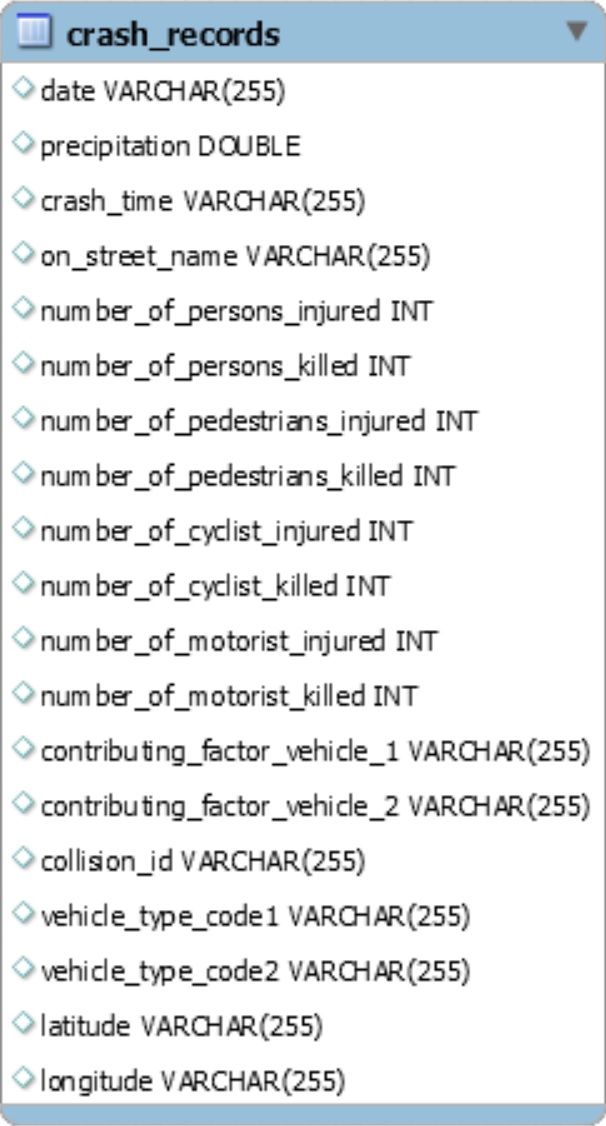 crash_records
date VARCHAR(255)
precipitation DOUBLE
crash_time VARCHAR(255)
on_street_name VARCHAR(255)
number_of_persons_injured INT
number_of_persons_killed INT
number_of_pedestrians_injured INT
number_of_pedestrians_killed INT
number_of_cyclist_injured INT
number_of_cyclist_killed INT
number_of_motorist_injured INT
number_of_motorist_killed INT
contributing_factor_vehicle_1 VARCHAR(255)
contributing_factor_vehicle_2 VARCHAR(255)
collision_id VARCHAR(255)
vehicle_type_code1 VARCHAR(255)
vehicle_type_code2 VARCHAR(255)
latitude VARCHAR(255)
longitude VARCHAR(255)